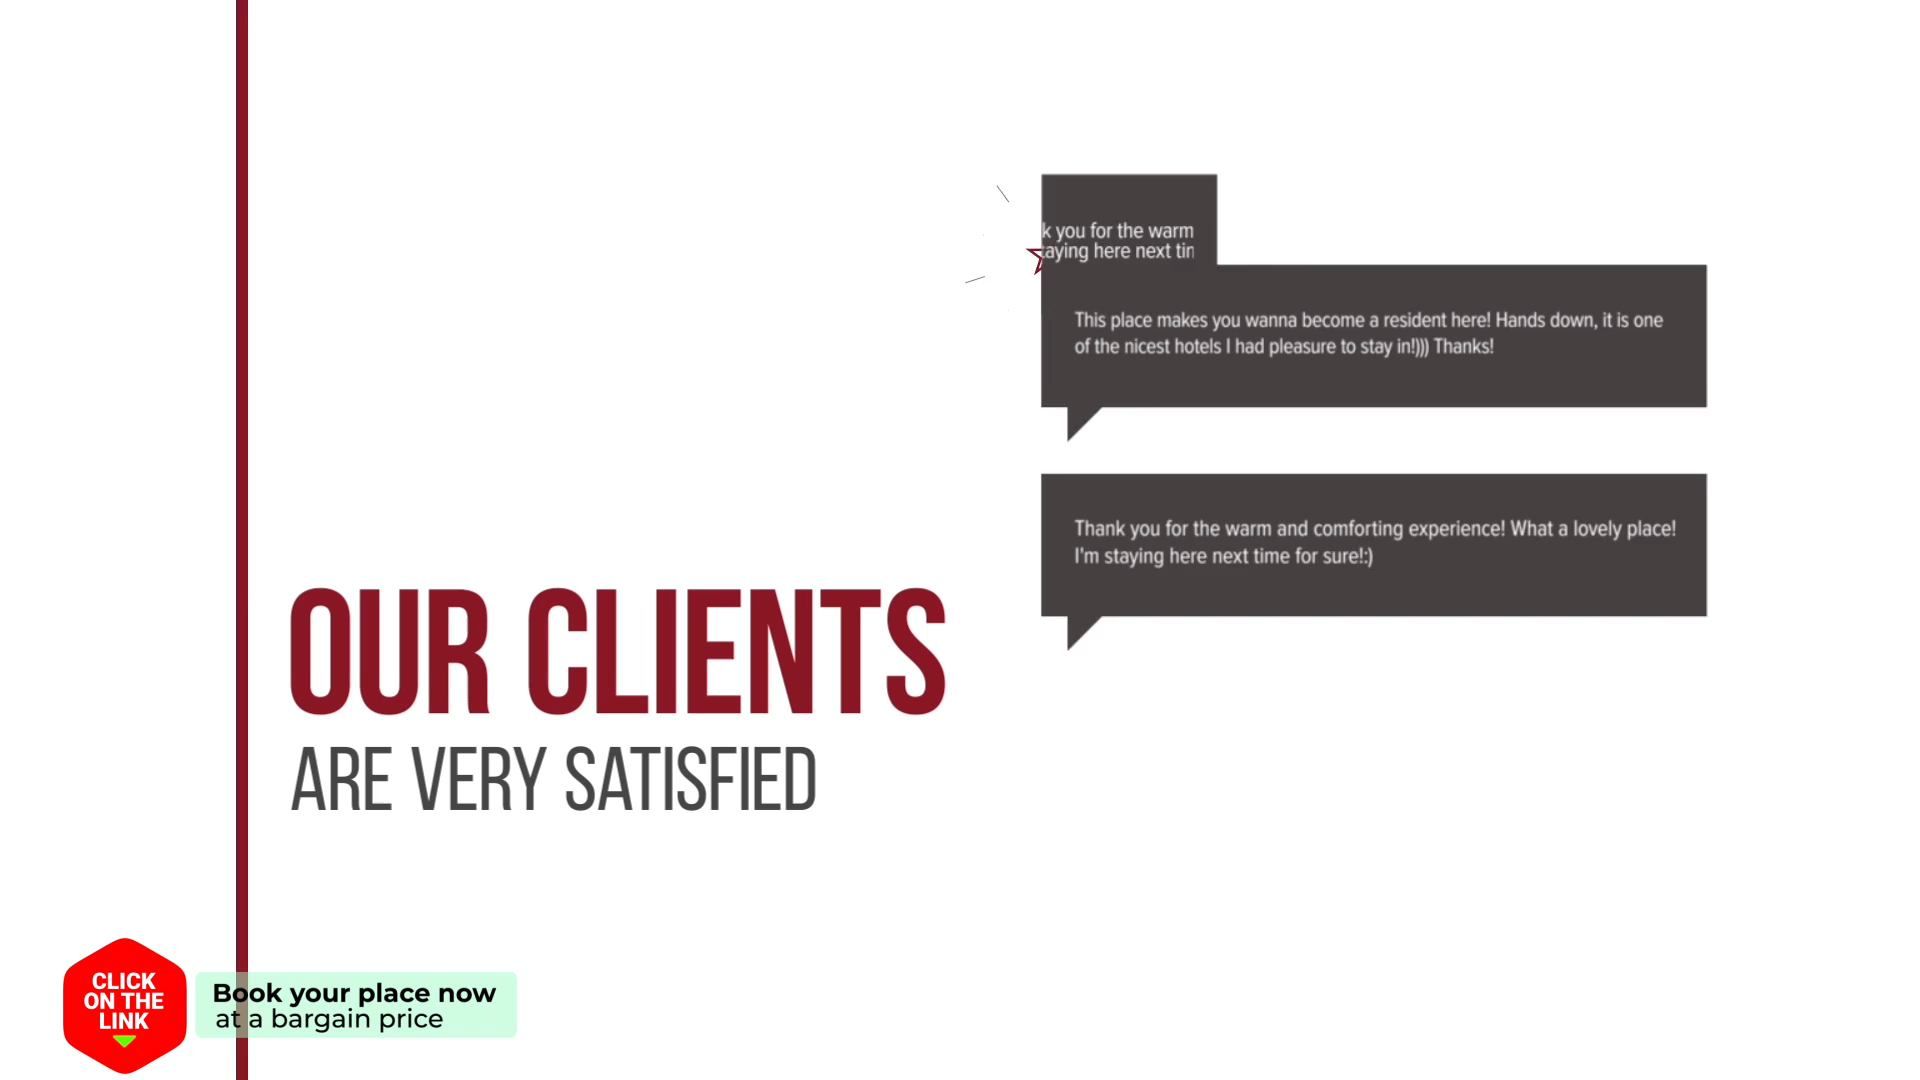 k you for the warm
taying here next tin
This place makes you wanna become a resident here! Hands down, it is one
of the nicest hotels I had pleasure to stay in!))) Thanks!
Thank you for the warm and comforting experience! What a lovely place!
I'm staying here next time for sure!:)
OUR CLIENTS
ARE VERY SATISFIED
CLICK
ON THE
LINK
Book your place now
at a bargain price